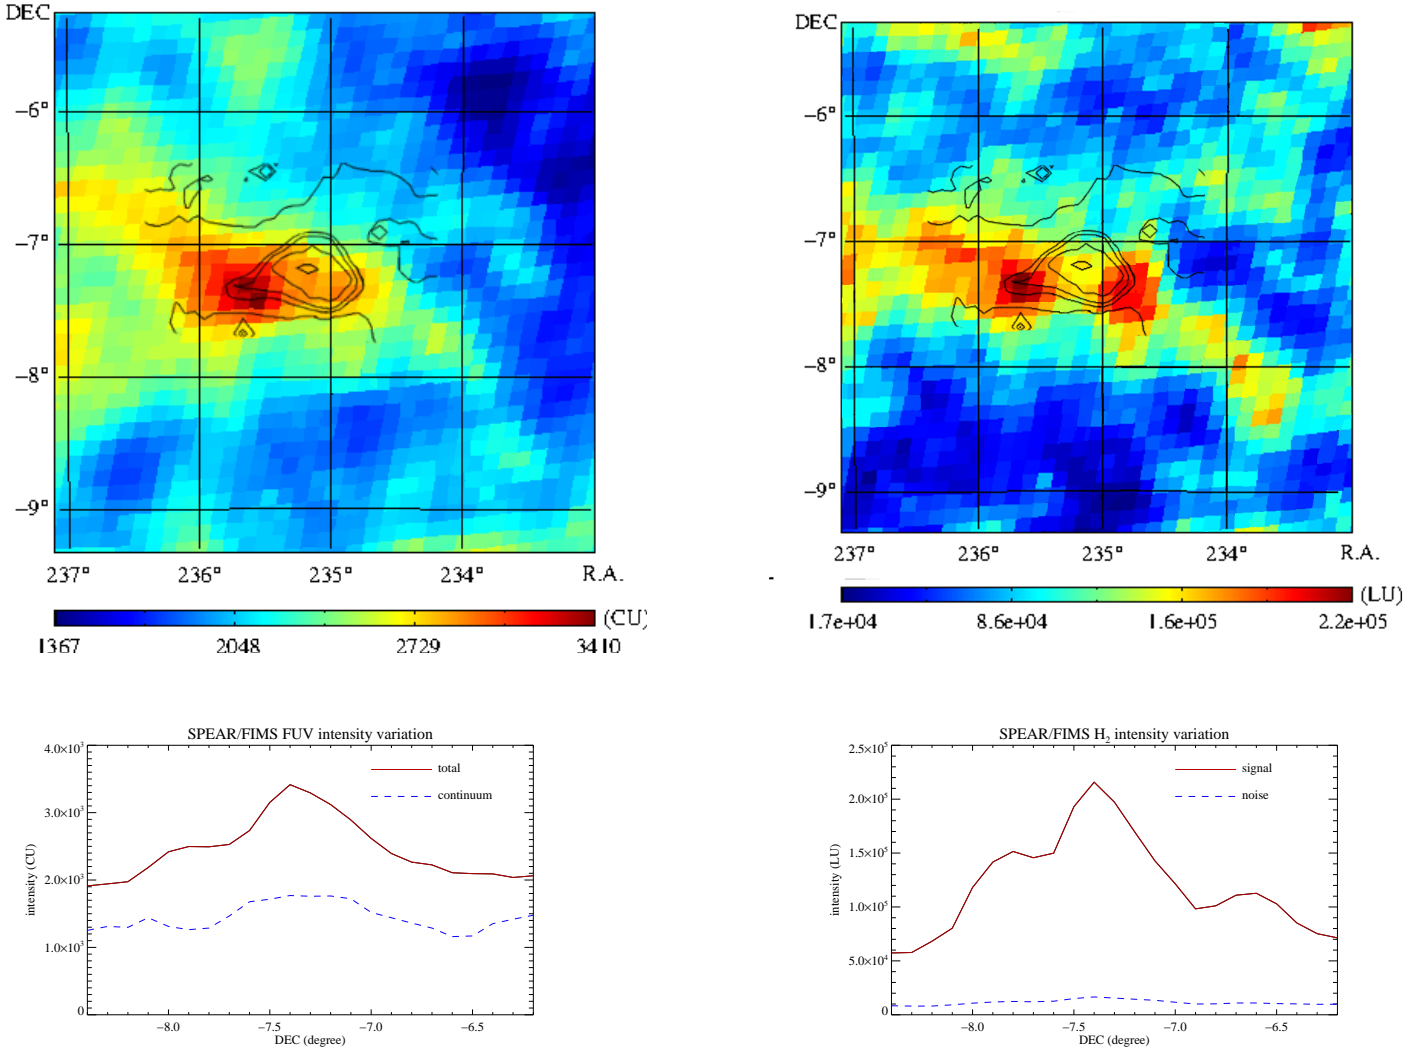 DEC
−6°
−7°
−8°
−9°
237° 236° 235° 234° R.A.
(CU)
1367 2048 2729 3410
DEC
−6°
−7°
−8°
−9°
237° 236° 235° 234° R.A.
(LU)
1.7e+04 8.6e+04 1.6e+05 2.2e+05
SPEAR/FIMS FUV intensity variation
4.0×10³
total
continuum
3.0×10³
2.0×10³
1.0×10³
0
intensity (CU)
−8.0 −7.5 −7.0 −6.5
DEC (degree)
SPEAR/FIMS H₂ intensity variation
2.5×10⁵
signal
2.0×10⁵
noise
1.5×10⁵
1.0×10⁵
5.0×10⁴
0
intensity (LU)
−8.0 −7.5 −7.0 −6.5
DEC (degree)